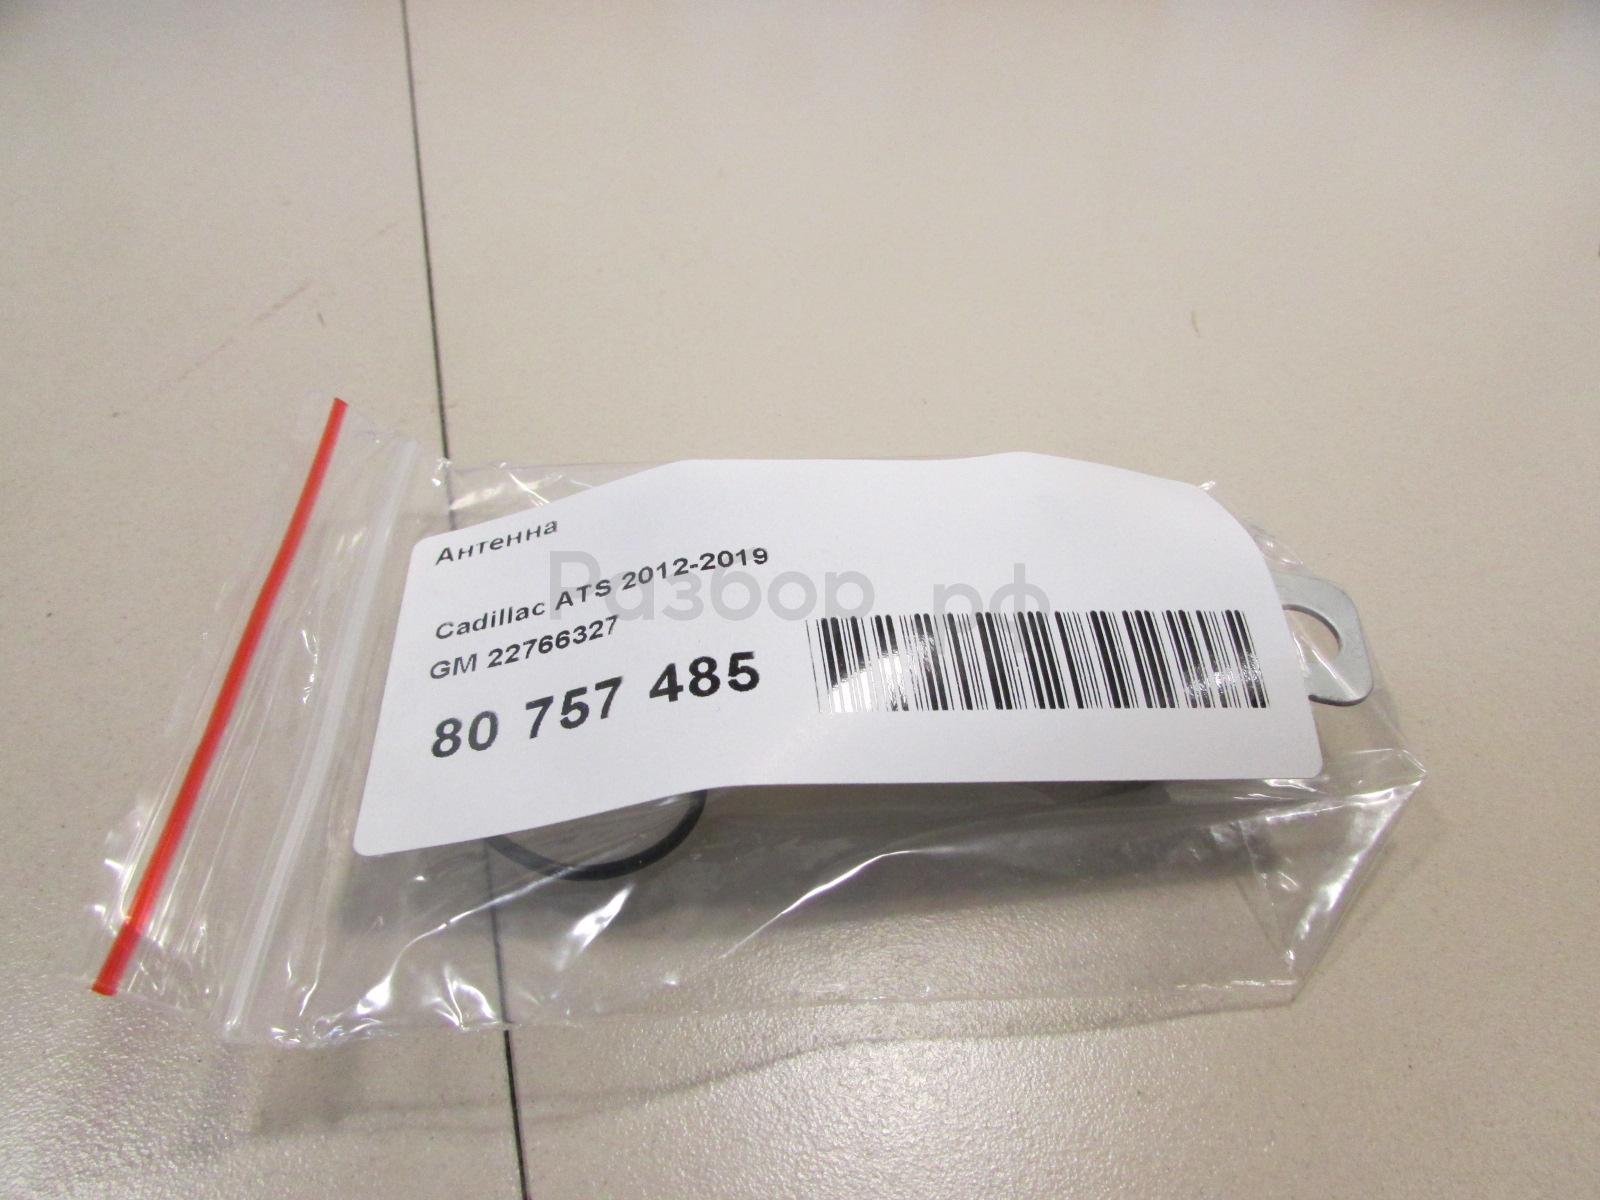 Антенна
Cadillac ATS 2012-2019
GM 22766327
80 757 485
Разбор.рф